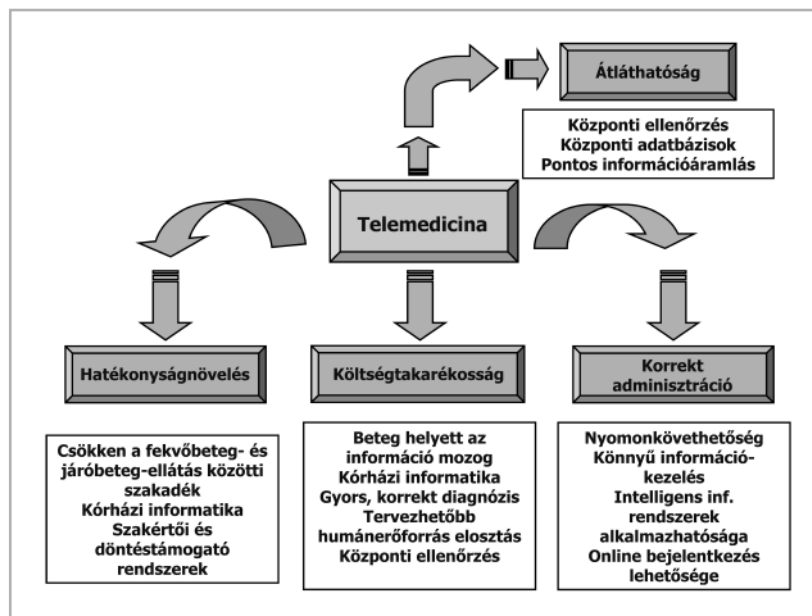 Átláthatóság
Központi ellenőrzés
Központi adatbázisok
Pontos információáramlás
Telemedicina
Hatékonyságnövelés
Csökken a fekvőbeteg- és
járóbeteg-ellátás közötti
szakadék
Kórházi informatika
Szakértői és
döntéstámogató
rendszerek
Költségtakarékosság
Beteg helyett az
információ mozog
Kórházi informatika
Gyors, korrekt diagnózis
Tervezhetőbb
humánerőforrás elosztás
Központi ellenőrzés
Korrekt
adminisztráció
Nyomonkövethetőség
Könnyű információ-
kezelés
Intelligens inf.
rendszerek
alkalmazhatósága
Online bejelentkezés
lehetősége